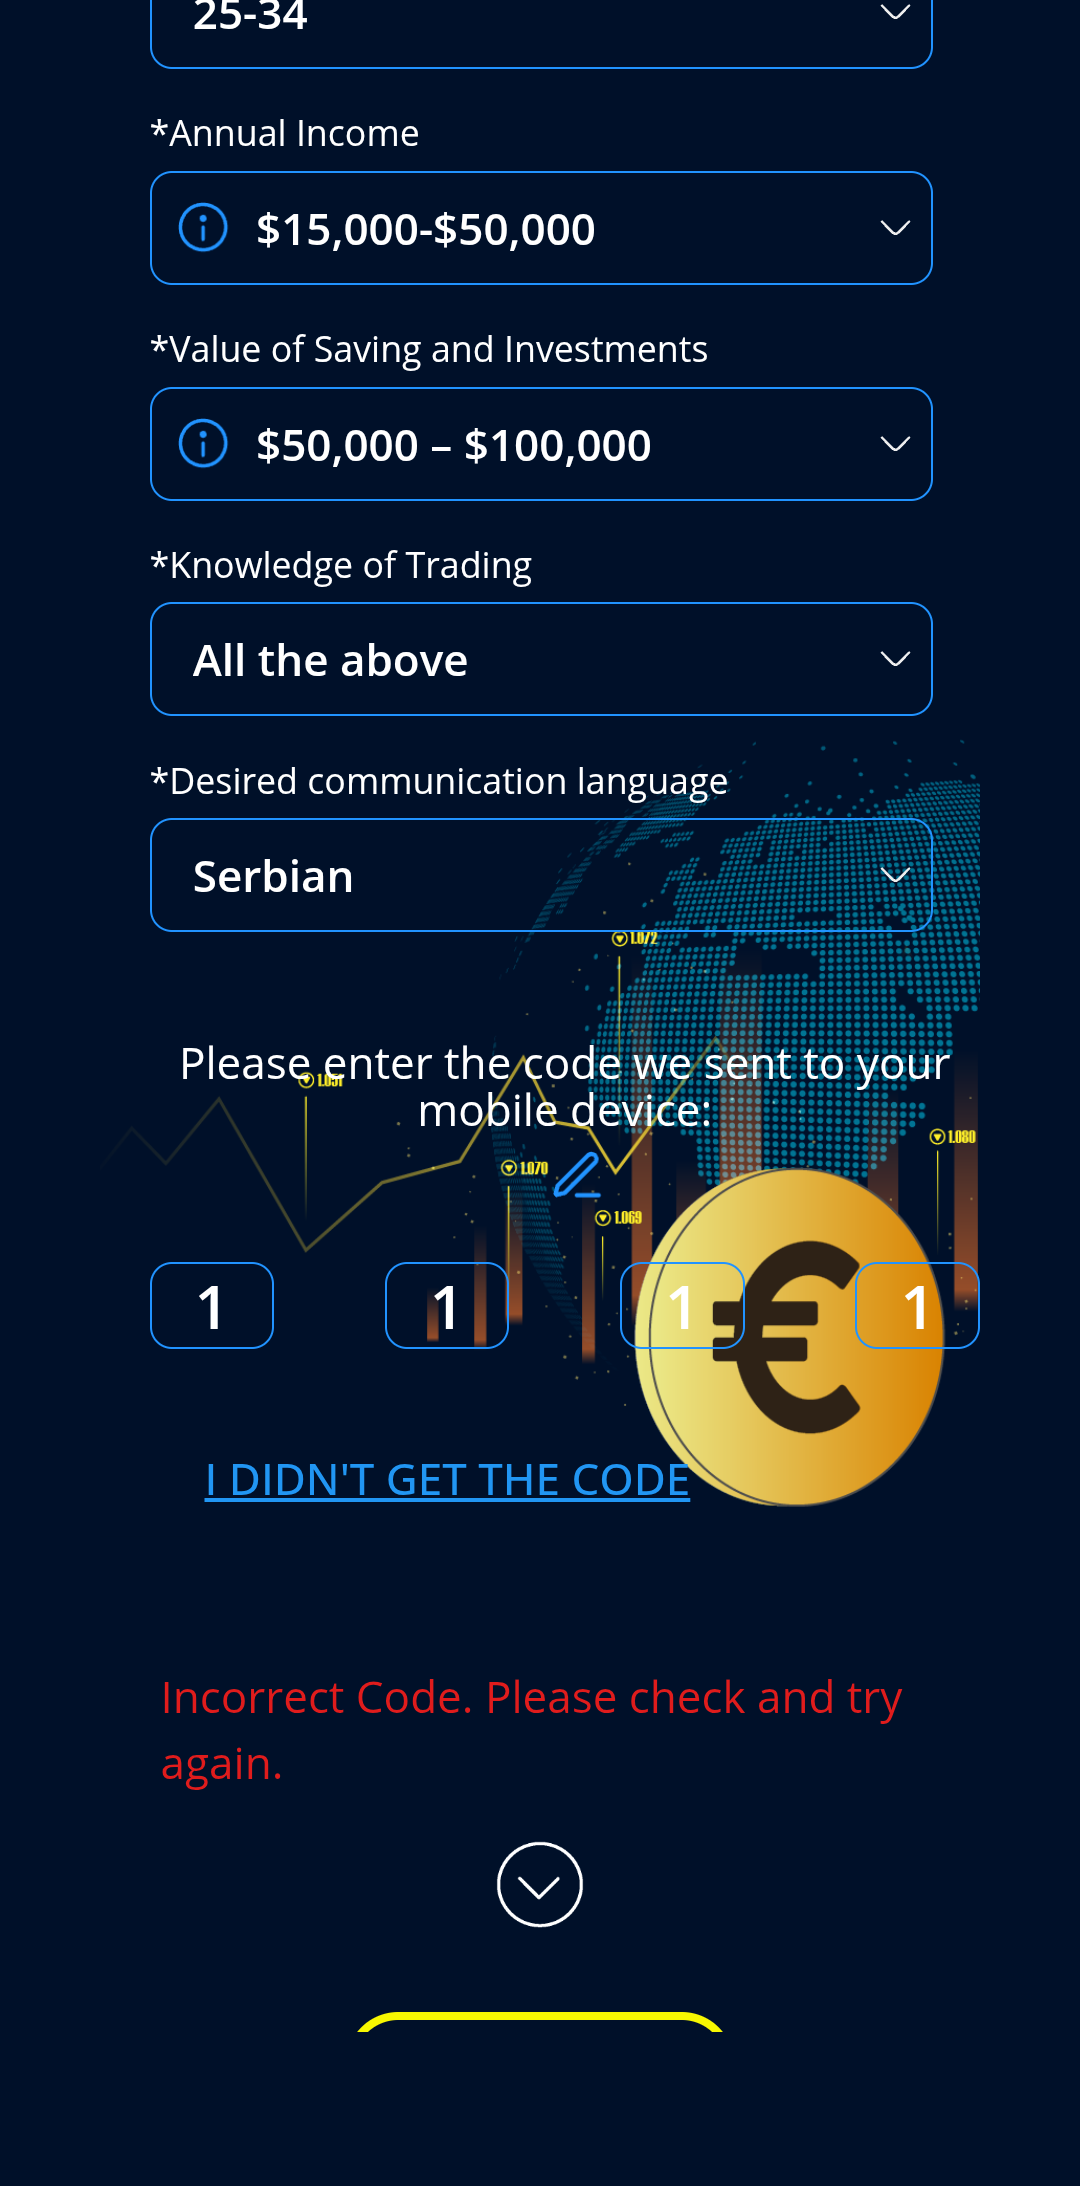 25-34
*Annual Income
$15,000-$50,000
*Value of Saving and Investments
$50,000 – $100,000
*Knowledge of Trading
All the above
*Desired communication language
Serbian
1.072
Please enter the code we sent to your
mobile device:
1.051
1.080
1.070
1.069
1 1 1 1
€
I DIDN'T GET THE CODE
Incorrect Code. Please check and try
again.